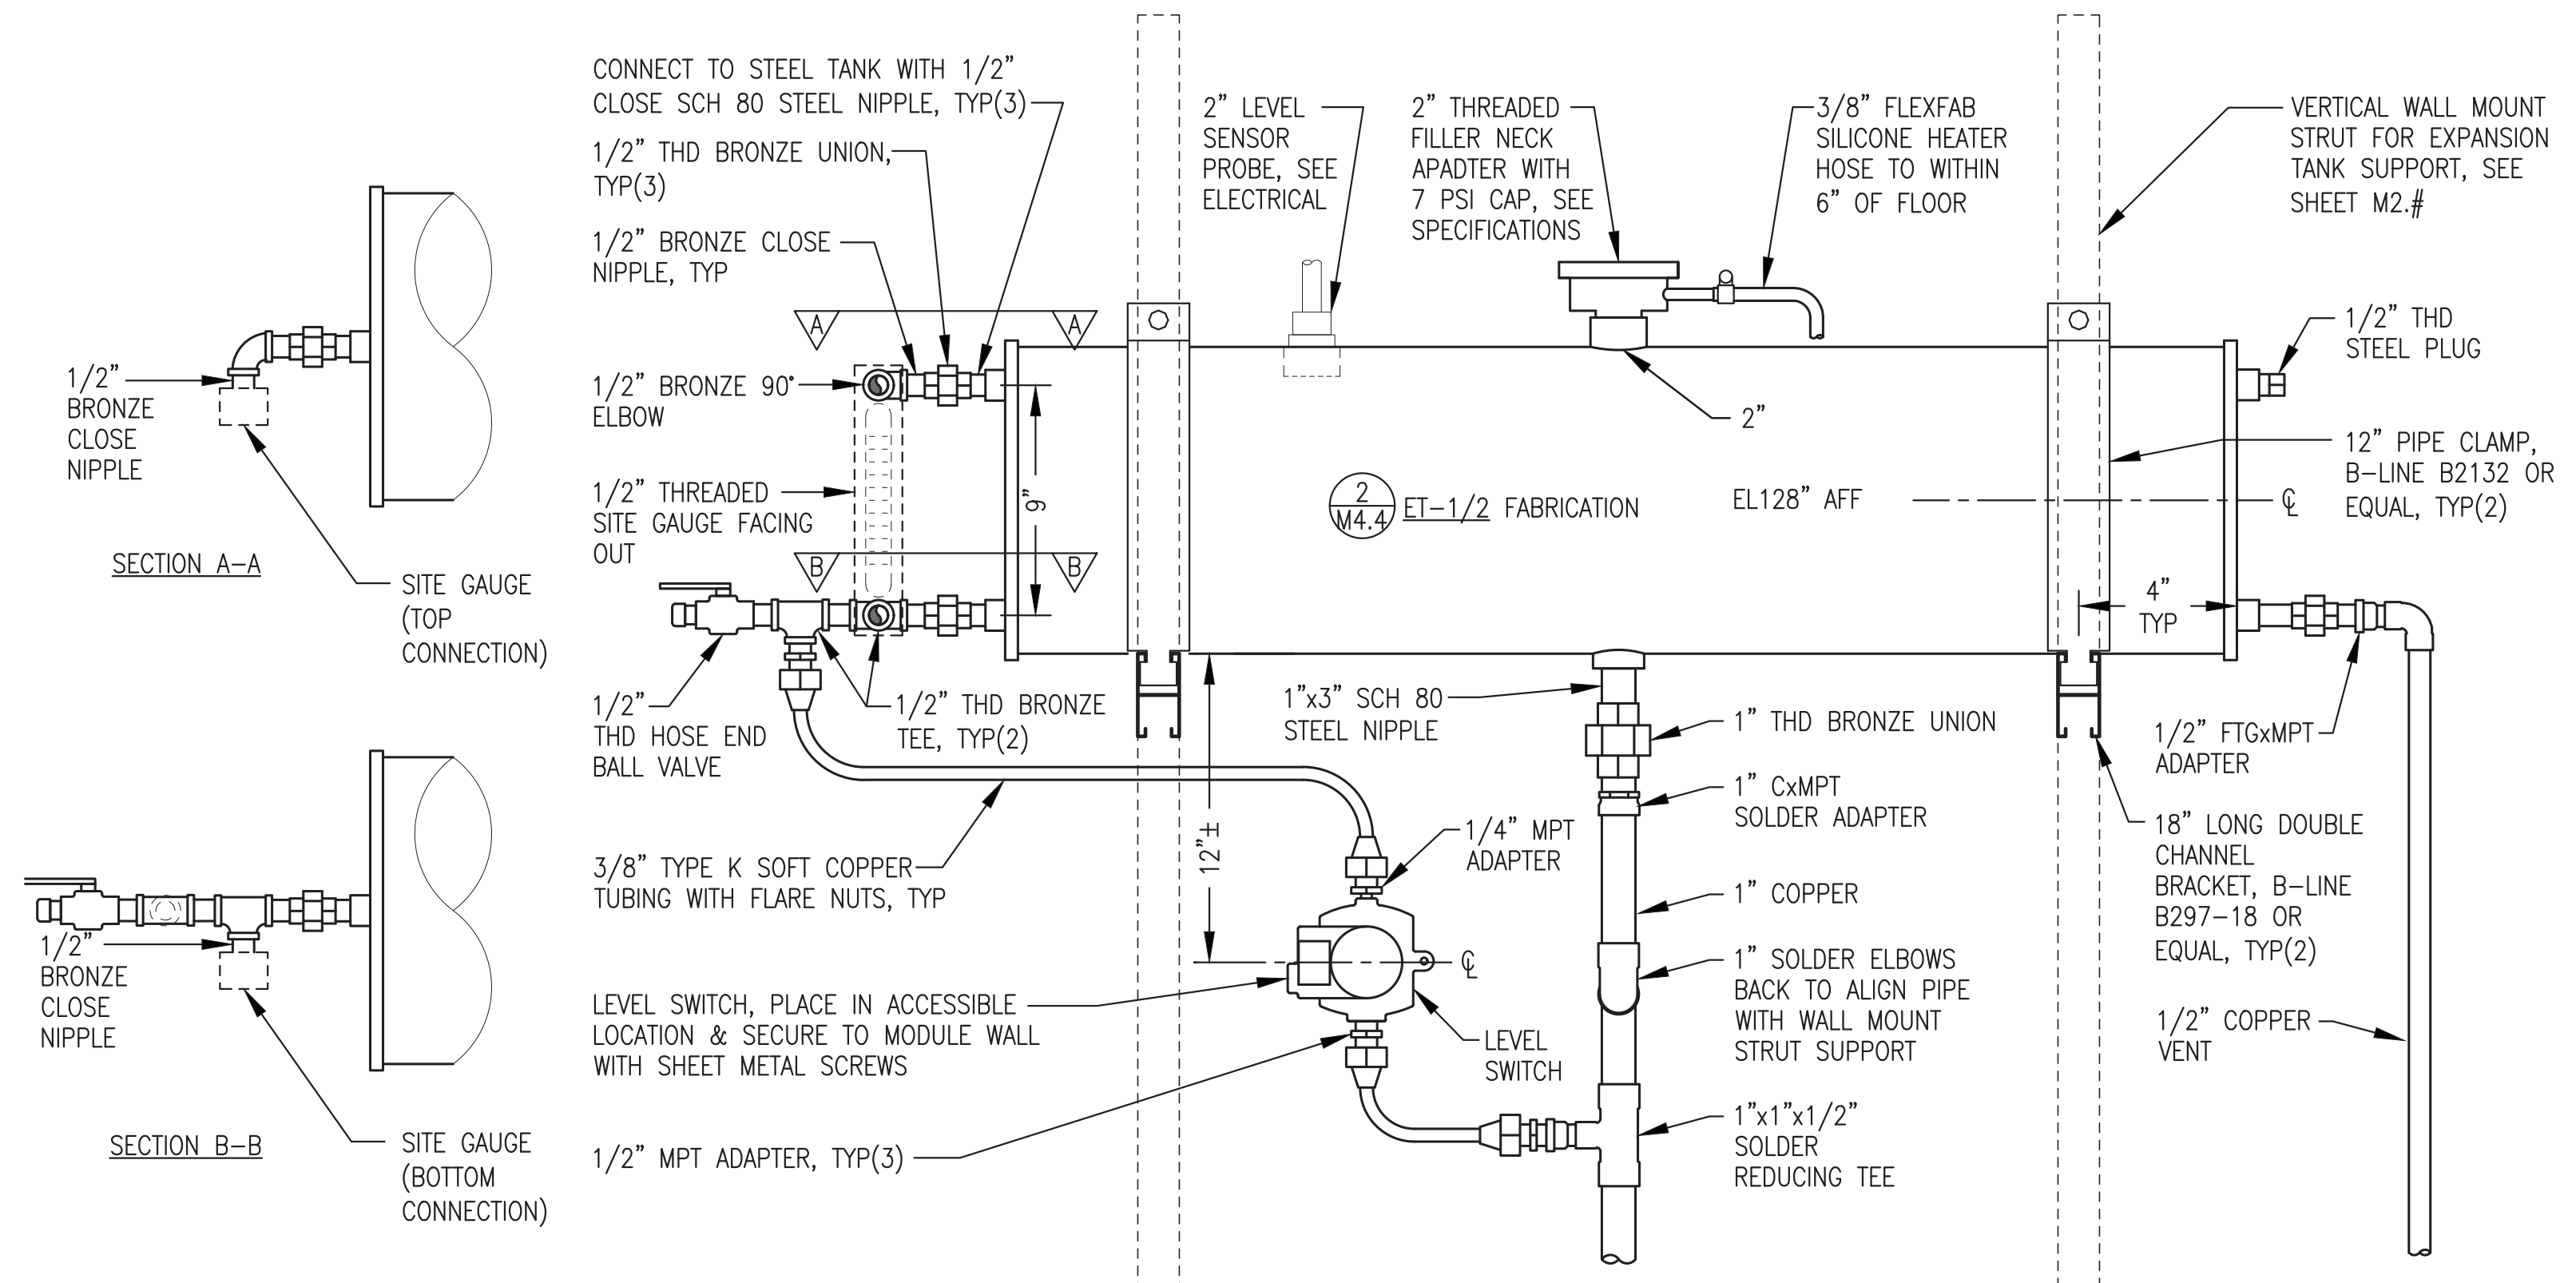 CONNECT TO STEEL TANK WITH 1/2"
CLOSE SCH 80 STEEL NIPPLE, TYP(3)
1/2" THD BRONZE UNION,
TYP(3)
1/2" BRONZE CLOSE
NIPPLE, TYP
2" LEVEL
SENSOR
PROBE, SEE
ELECTRICAL
2" THREADED
FILLER NECK
APADTER WITH
7 PSI CAP, SEE
SPECIFICATIONS
3/8" FLEXFAB
SILICONE HEATER
HOSE TO WITHIN
6" OF FLOOR
VERTICAL WALL MOUNT
STRUT FOR EXPANSION
TANK SUPPORT, SEE
SHEET M2.#
A
A
1/2" THD
STEEL PLUG
1/2"
BRONZE
CLOSE
NIPPLE
1/2" BRONZE 90°
ELBOW
2"
12" PIPE CLAMP,
B-LINE B2132 OR
EQUAL, TYP(2)
1/2" THREADED
SITE GAUGE FACING
OUT
9"
2
M4.4
ET-1/2 FABRICATION
EL128" AFF
℄
SECTION A-A
SITE GAUGE
(TOP
CONNECTION)
B
B
4"
TYP
1/2"
THD HOSE END
BALL VALVE
1/2" THD BRONZE
TEE, TYP(2)
1"x3" SCH 80
STEEL NIPPLE
1" THD BRONZE UNION
1/2" FTGxMPT
ADAPTER
1" CxMPT
SOLDER ADAPTER
12"±
1/4" MPT
ADAPTER
18" LONG DOUBLE
CHANNEL
BRACKET, B-LINE
B297-18 OR
EQUAL, TYP(2)
3/8" TYPE K SOFT COPPER
TUBING WITH FLARE NUTS, TYP
1" COPPER
1/2"
BRONZE
CLOSE
NIPPLE
℄
1" SOLDER ELBOWS
BACK TO ALIGN PIPE
WITH WALL MOUNT
STRUT SUPPORT
LEVEL SWITCH, PLACE IN ACCESSIBLE
LOCATION & SECURE TO MODULE WALL
WITH SHEET METAL SCREWS
LEVEL
SWITCH
1/2" COPPER
VENT
SECTION B-B
SITE GAUGE
(BOTTOM
CONNECTION)
1/2" MPT ADAPTER, TYP(3)
1"x1"x1/2"
SOLDER
REDUCING TEE